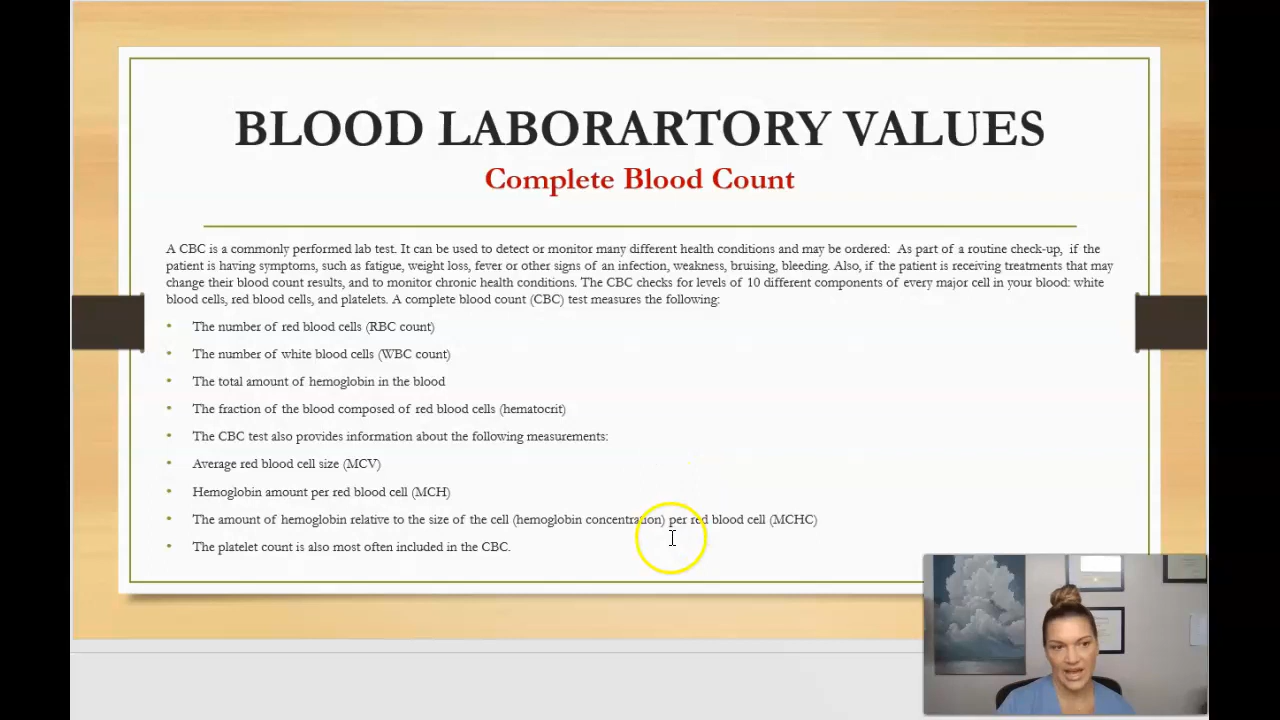 BLOOD LABORARTORY VALUES
Complete Blood Count
A CBC is a commonly performed lab test. It can be used to detect or monitor many different health conditions and may be ordered:  As part of a routine check-up,  if the
patient is having symptoms, such as fatigue, weight loss, fever or other signs of an infection, weakness, bruising, bleeding. Also, if the patient is receiving treatments that may
change their blood count results, and to monitor chronic health conditions. The CBC checks for levels of 10 different components of every major cell in your blood: white
blood cells, red blood cells, and platelets. A complete blood count (CBC) test measures the following:
• The number of red blood cells (RBC count)
• The number of white blood cells (WBC count)
• The total amount of hemoglobin in the blood
• The fraction of the blood composed of red blood cells (hematocrit)
• The CBC test also provides information about the following measurements:
• Average red blood cell size (MCV)
• Hemoglobin amount per red blood cell (MCH)
• The amount of hemoglobin relative to the size of the cell (hemoglobin concentration) per red blood cell (MCHC)
• The platelet count is also most often included in the CBC.